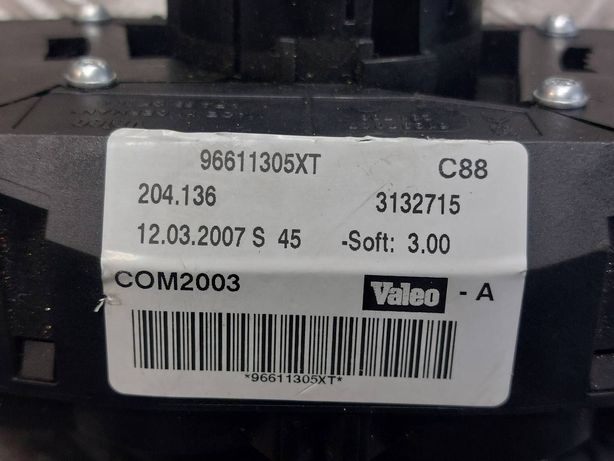 96611305XT C88
204.136 3132715
12.03.2007 S 45 -Soft: 3.00
COM2003 Valeo - A
*96611305XT*